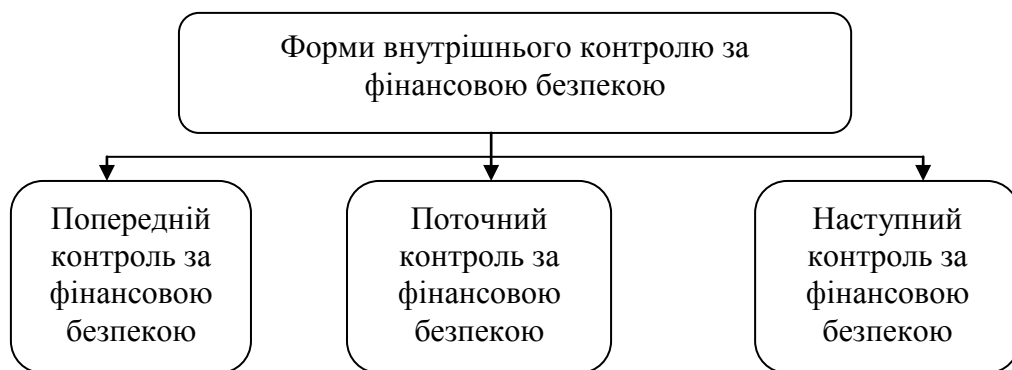 Форми внутрішнього контролю за
фінансовою безпекою
Попередній
контроль за
фінансовою
безпекою
Поточний
контроль за
фінансовою
безпекою
Наступний
контроль за
фінансовою
безпекою